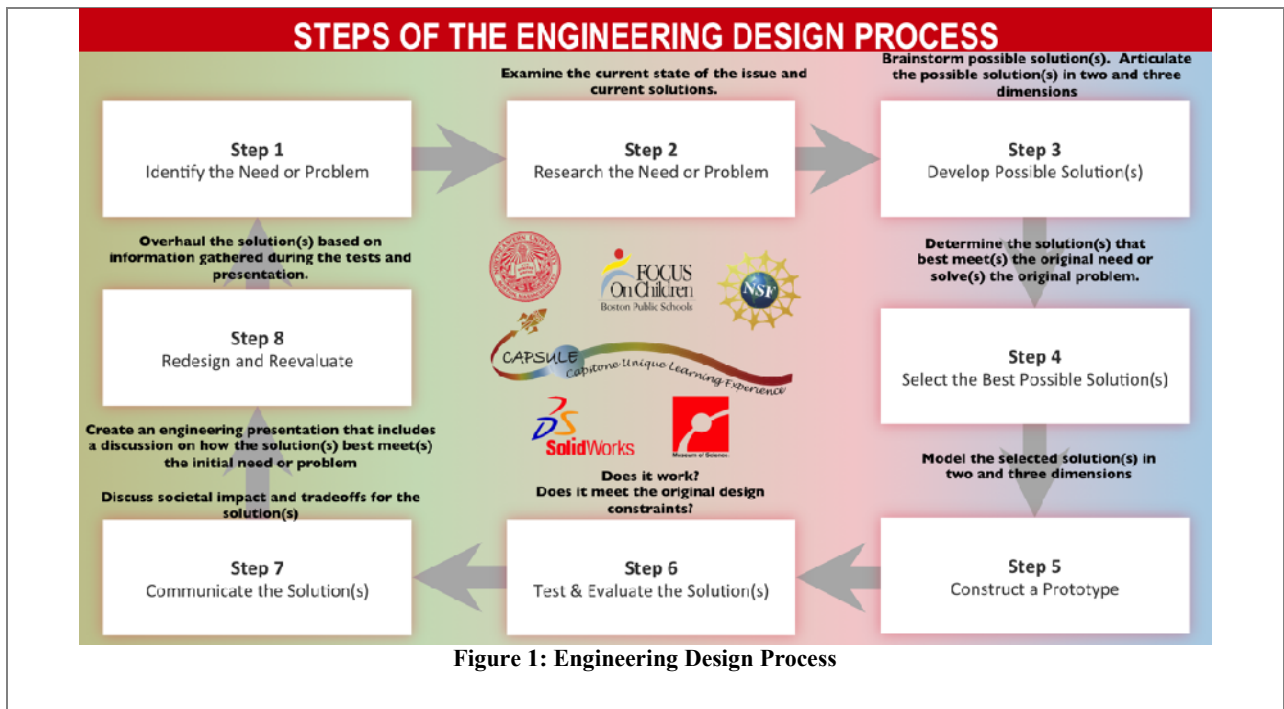 STEPS OF THE ENGINEERING DESIGN PROCESS
Examine the current state of the issue and
current solutions.
Brainstorm possible solution(s). Articulate
the possible solution(s) in two and three
dimensions
Step 1
Identify the Need or Problem
Step 2
Research the Need or Problem
Step 3
Develop Possible Solution(s)
Overhaul the solution(s) based on
information gathered during the tests and
presentation.
FOCUS
On Children
Boston Public Schools
NSF
Determine the solution(s) that
best meet(s) the original need or
solve(s) the original problem.
Step 8
Redesign and Reevaluate
CAPSULE
Capstone Unique Learning Experience
Step 4
Select the Best Possible Solution(s)
Create an engineering presentation that includes
a discussion on how the solution(s) best meet(s)
the initial need or problem
SolidWorks
Museum of Science
Model the selected solution(s) in
two and three dimensions
Discuss societal impact and tradeoffs for the
solution(s)
Does it work?
Does it meet the original design
constraints?
Step 7
Communicate the Solution(s)
Step 6
Test & Evaluate the Solution(s)
Step 5
Construct a Prototype
Figure 1: Engineering Design Process